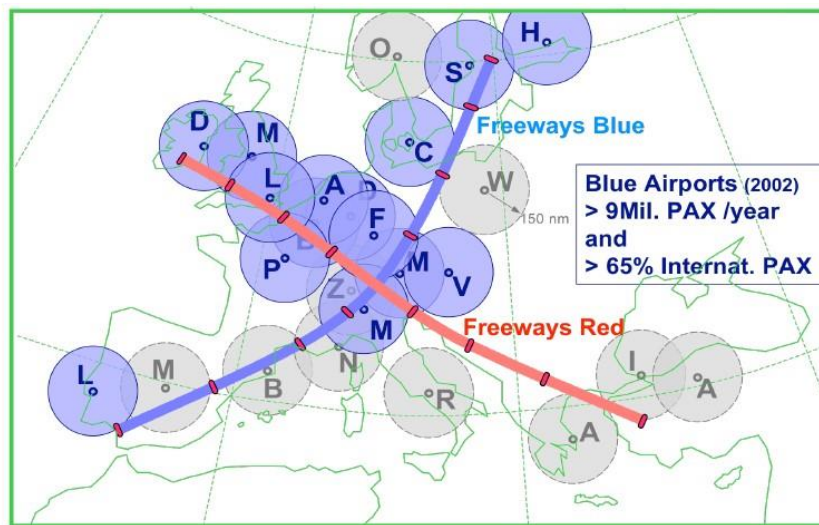 O
S
H
D
M
Freeways Blue
C
L
A
D
W
Blue Airports (2002)
> 9Mil. PAX /year
and
> 65% Internat. PAX
150 nm
F
B
P
M
V
Z
M
Freeways Red
L
M
B
N
R
I
A
A